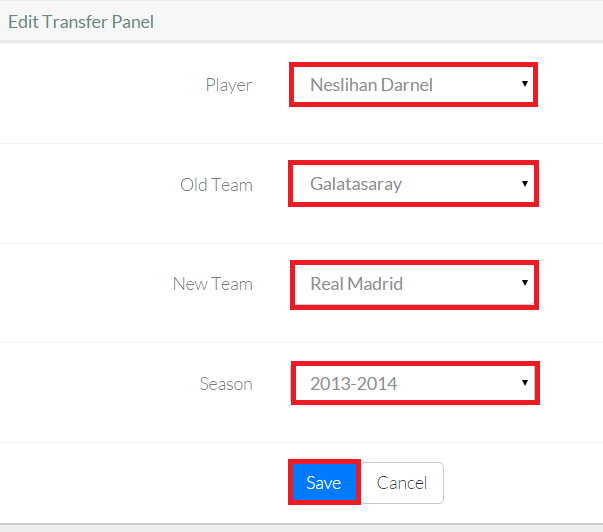 Edit Transfer Panel
Player Neslihan Darnel
Old Team Galatasaray
New Team Real Madrid
Season 2013-2014
Save Cancel